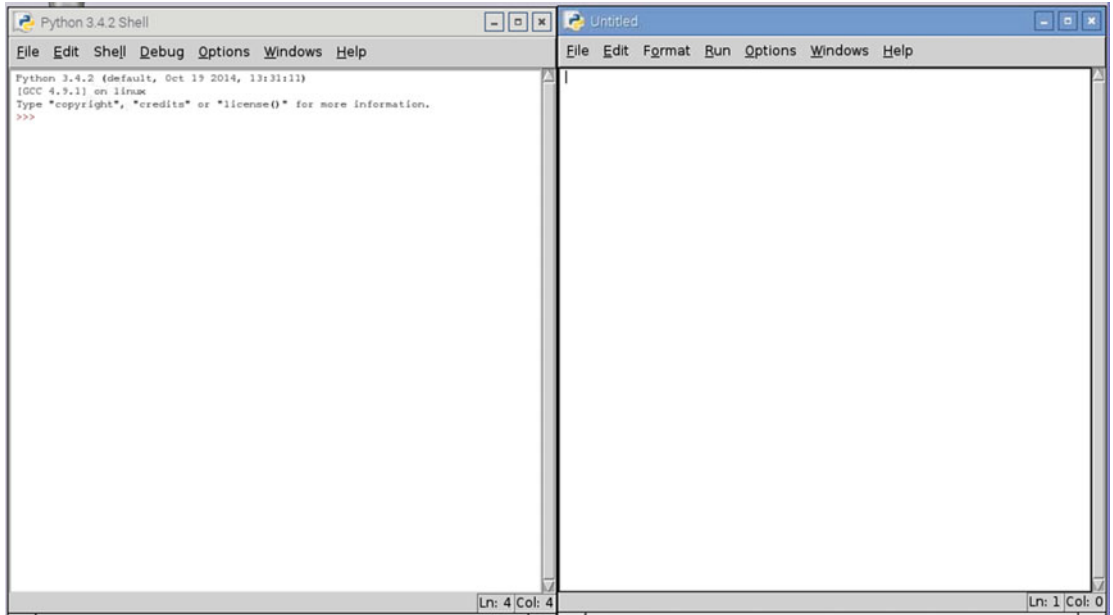 Python 3.4.2 Shell
File Edit Shell Debug Options Windows Help
Python 3.4.2 (default, Oct 19 2014, 13:31:11)
[GCC 4.9.1] on linux
Type "copyright", "credits" or "license()" for more information.
>>>
Ln: 4 Col: 4
Untitled
File Edit Format Run Options Windows Help
Ln: 1 Col: 0